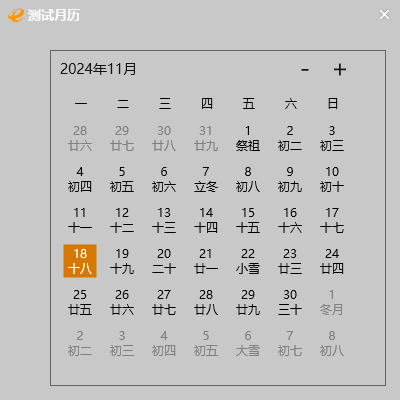 测试月历
2024年11月
一 二 三 四 五 六 日
28 29 30 31 1 2 3
廿六 廿七 廿八 廿九 祭祖 初二 初三
4 5 6 7 8 9 10
初四 初五 初六 立冬 初八 初九 初十
11 12 13 14 15 16 17
十一 十二 十三 十四 十五 十六 十七
18 19 20 21 22 23 24
十八 十九 二十 廿一 小雪 廿三 廿四
25 26 27 28 29 30 1
廿五 廿六 廿七 廿八 廿九 三十 冬月
2 3 4 5 6 7 8
初二 初三 初四 初五 大雪 初七 初八